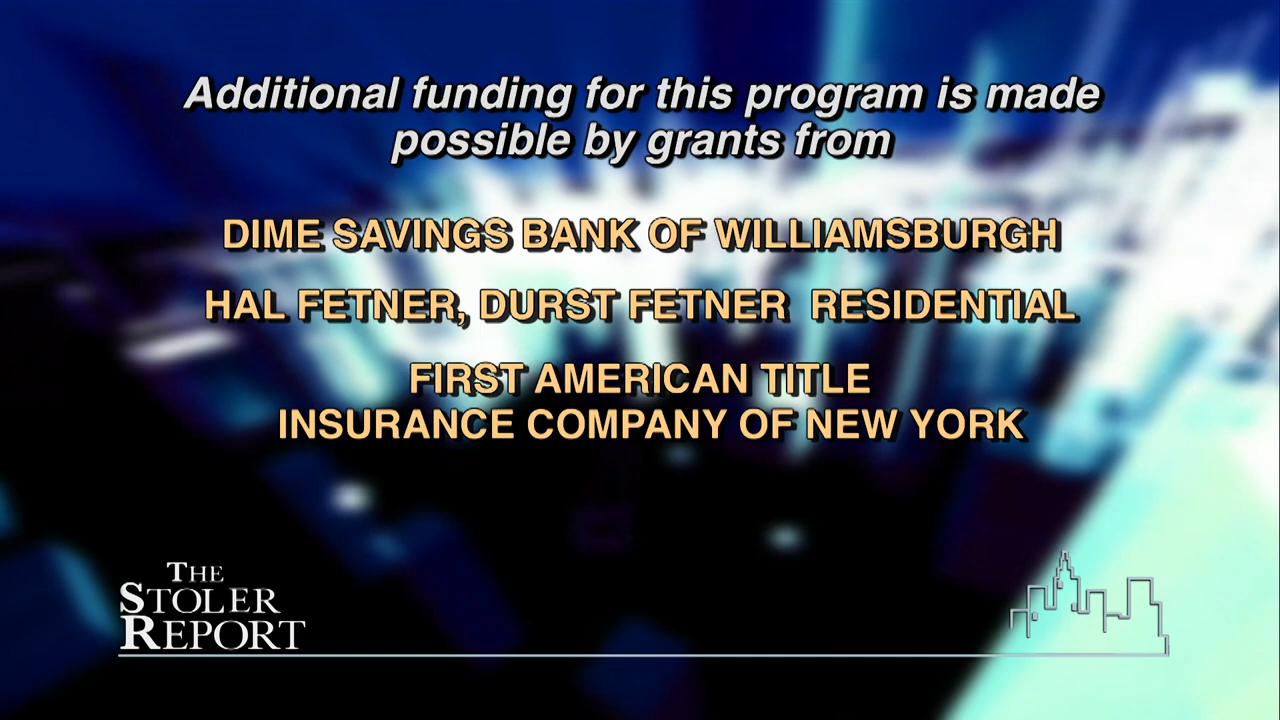 Additional funding for this program is made
possible by grants from
DIME SAVINGS BANK OF WILLIAMSBURGH
HAL FETNER, DURST FETNER  RESIDENTIAL
FIRST AMERICAN TITLE
INSURANCE COMPANY OF NEW YORK
THE
STOLER
REPORT